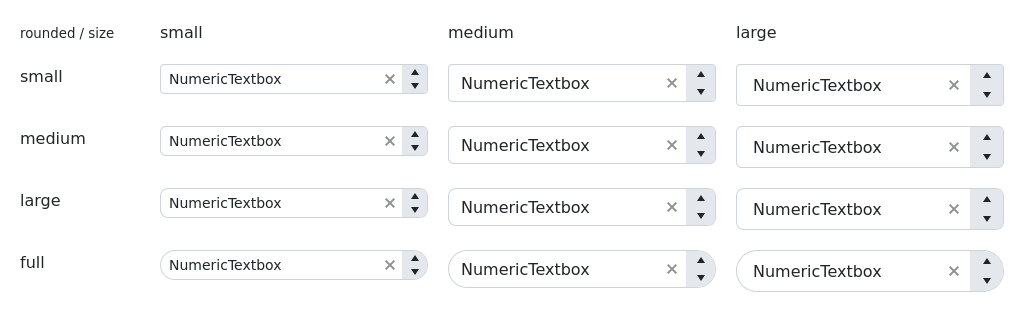 rounded / size small medium large
small NumericTextbox NumericTextbox NumericTextbox
medium NumericTextbox NumericTextbox NumericTextbox
large NumericTextbox NumericTextbox NumericTextbox
full NumericTextbox NumericTextbox NumericTextbox